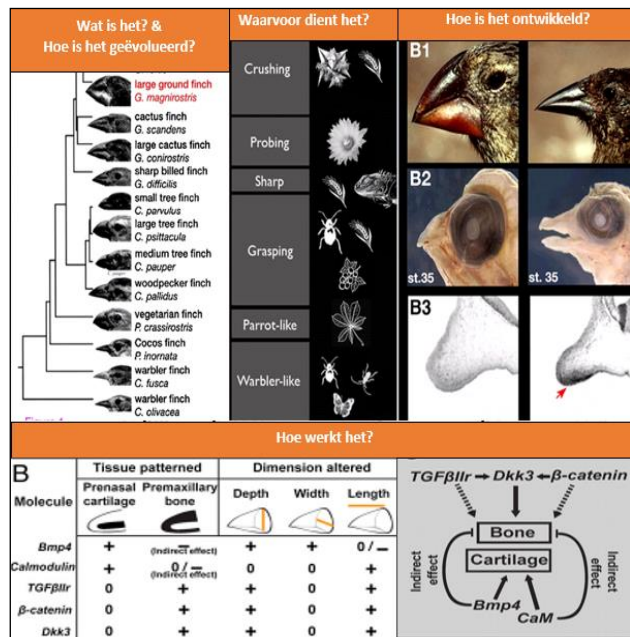 Wat is het? &
Hoe is het geëvolueerd?
Waarvoor dient het?
Hoe is het ontwikkeld?
large ground finch
G. magnirostris
cactus finch
G. scandens
large cactus finch
G. conirostris
sharp billed finch
G. difficilis
small tree finch
C. parvulus
large tree finch
C. psittacula
medium tree finch
C. pauper
woodpecker finch
C. pallidus
vegetarian finch
P. crassirostris
Cocos finch
P. inornata
warbler finch
C. fusca
warbler finch
C. olivacea
Crushing
Probing
Sharp
Grasping
Parrot-like
Warbler-like
B1
B2
st.35
st. 35
B3
Hoe werkt het?
B
Tissue patterned
Dimension altered
Molecule
Prenasal
cartilage
Premaxillary
bone
Depth
Width
Length
Bmp4 + – + + 0 / –
(Indirect effect)
Calmodulin + 0 / – 0 0 +
(Indirect effect)
TGFβIIr 0 + + 0 +
β-catenin 0 + + 0 +
Dkk3 0 + + 0 +
TGFβIIr Dkk3 β-catenin
Bone
Cartilage
Indirect
effect
Indirect
effect
Bmp4
CaM